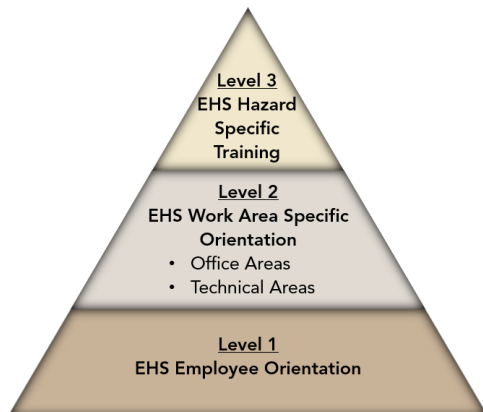 Level 3
EHS Hazard
Specific
Training
Level 2
EHS Work Area Specific
Orientation
• Office Areas
• Technical Areas
Level 1
EHS Employee Orientation